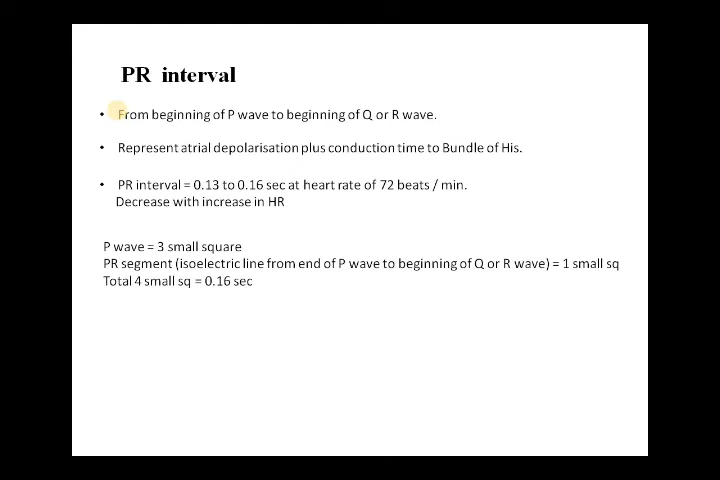 PR interval
• From beginning of P wave to beginning of Q or R wave.
• Represent atrial depolarisation plus conduction time to Bundle of His.
• PR interval = 0.13 to 0.16 sec at heart rate of 72 beats / min.
Decrease with increase in HR
P wave = 3 small square
PR segment (isoelectric line from end of P wave to beginning of Q or R wave) = 1 small sq
Total 4 small sq = 0.16 sec